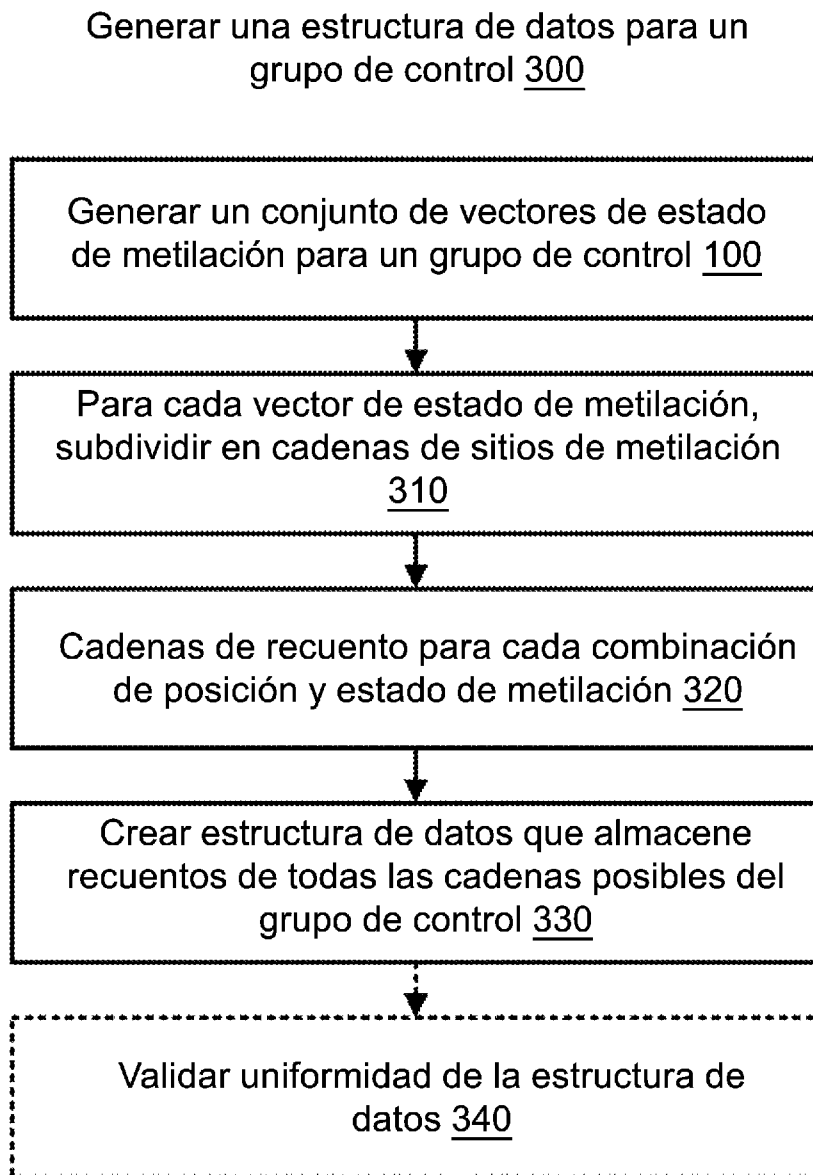 Generar una estructura de datos para un
grupo de control 300
Generar un conjunto de vectores de estado
de metilación para un grupo de control 100
Para cada vector de estado de metilación,
subdividir en cadenas de sitios de metilación
310
Cadenas de recuento para cada combinación
de posición y estado de metilación 320
Crear estructura de datos que almacene
recuentos de todas las cadenas posibles del
grupo de control 330
Validar uniformidad de la estructura de
datos 340